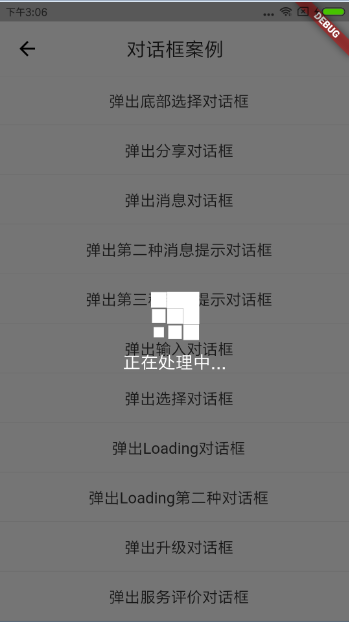 下午3:06
DEBUG
对话框案例
弹出底部选择对话框
弹出分享对话框
弹出消息对话框
弹出第二种消息提示对话框
弹出第三 提示对话框
弹出输入对话框
正在处理中...
弹出选择对话框
弹出Loading对话框
弹出Loading第二种对话框
弹出升级对话框
弹出服务评价对话框